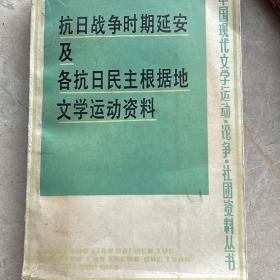 抗日战争时期延安
及
各抗日民主根据地
文学运动资料
中国现代文学运动·论争·社团资料丛书